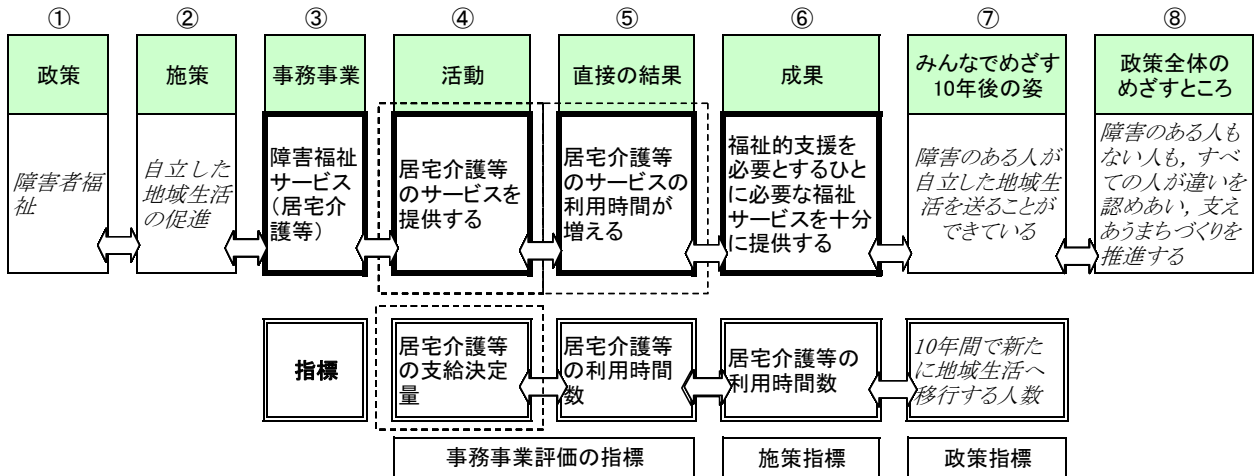 ① ② ③ ④ ⑤ ⑥ ⑦ ⑧
政策
施策
事務事業
活動
直接の結果
成果
みんなでめざす
10年後の姿
政策全体の
めざすところ
障害者福
祉
自立した
地域生活
の促進
障害福祉
サービス
（居宅介
護等）
居宅介護等
のサービスを
提供する
居宅介護等
のサービスの
利用時間が
増える
福祉的支援を
必要とするひと
に必要な福祉
サービスを十分
に提供する
障害のある人が
自立した地域生
活を送ることが
できている
障害のある人も
ない人も，すべ
ての人が違いを
認めあい，支え
あうまちづくりを
推進する
指標
居宅介護等
の支給決定
量
居宅介護等
の利用時間
数
居宅介護等の
利用時間数
10年間で新た
に地域生活へ
移行する人数
事務事業評価の指標
施策指標
政策指標